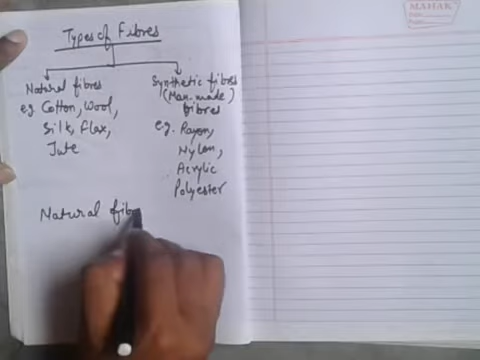 MAHAK
Types of Fibres
Natural fibres
eg. Cotton, Wool,
Silk, Flax,
Jute
Synthetic fibres
(Man-made)
fibres
eg. Rayon,
Nylon,
Acrylic
Polyester
Natural fib